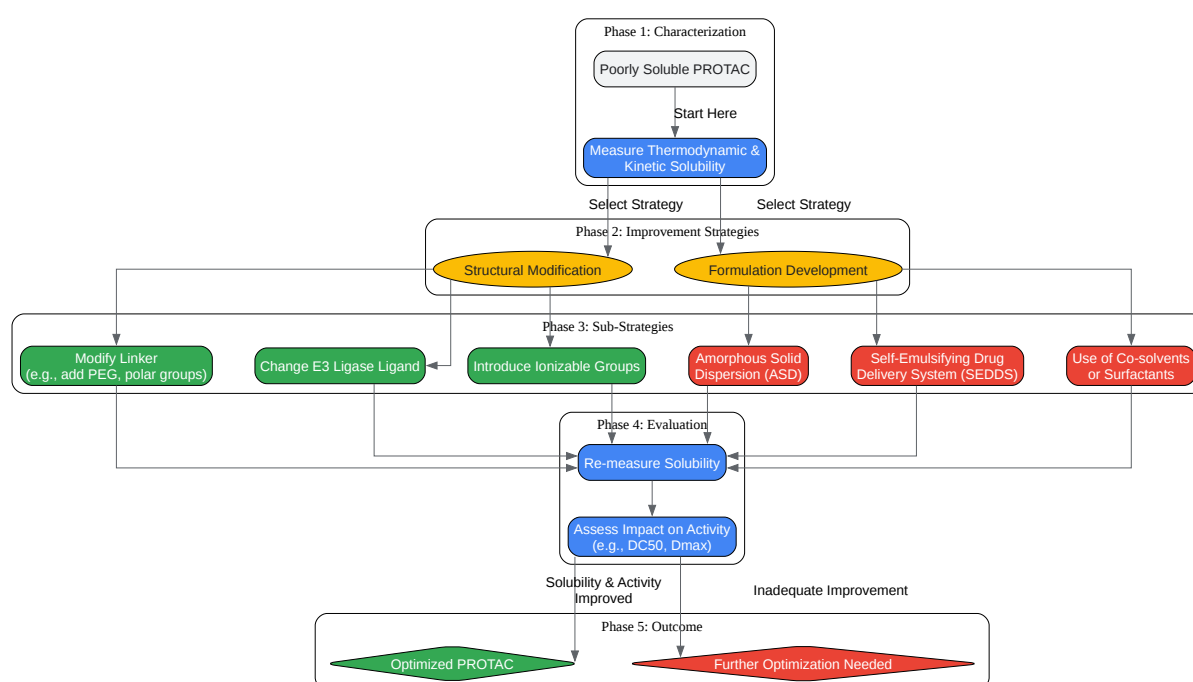 Phase 1: Characterization
Poorly Soluble PROTAC
Start Here
Measure Thermodynamic &
Kinetic Solubility
Select Strategy
Select Strategy
Phase 2: Improvement Strategies
Structural Modification
Formulation Development
Phase 3: Sub-Strategies
Modify Linker
(e.g., add PEG, polar groups)
Change E3 Ligase Ligand
Introduce Ionizable Groups
Amorphous Solid
Dispersion (ASD)
Self-Emulsifying Drug
Delivery System (SEDDS)
Use of Co-solvents
or Surfactants
Phase 4: Evaluation
Re-measure Solubility
Assess Impact on Activity
(e.g., DC50, Dmax)
Solubility & Activity
Improved
Inadequate Improvement
Phase 5: Outcome
Optimized PROTAC
Further Optimization Needed